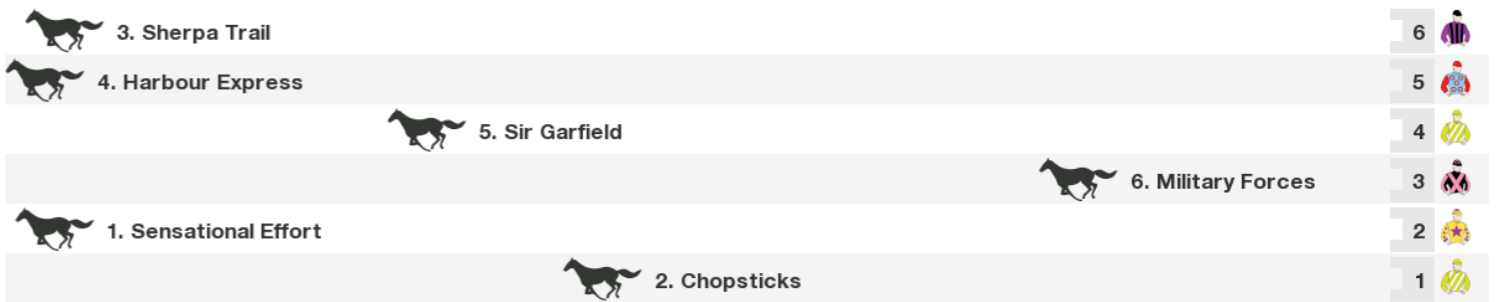 3. Sherpa Trail 6
4. Harbour Express 5
5. Sir Garfield 4
6. Military Forces 3
1. Sensational Effort 2
2. Chopsticks 1